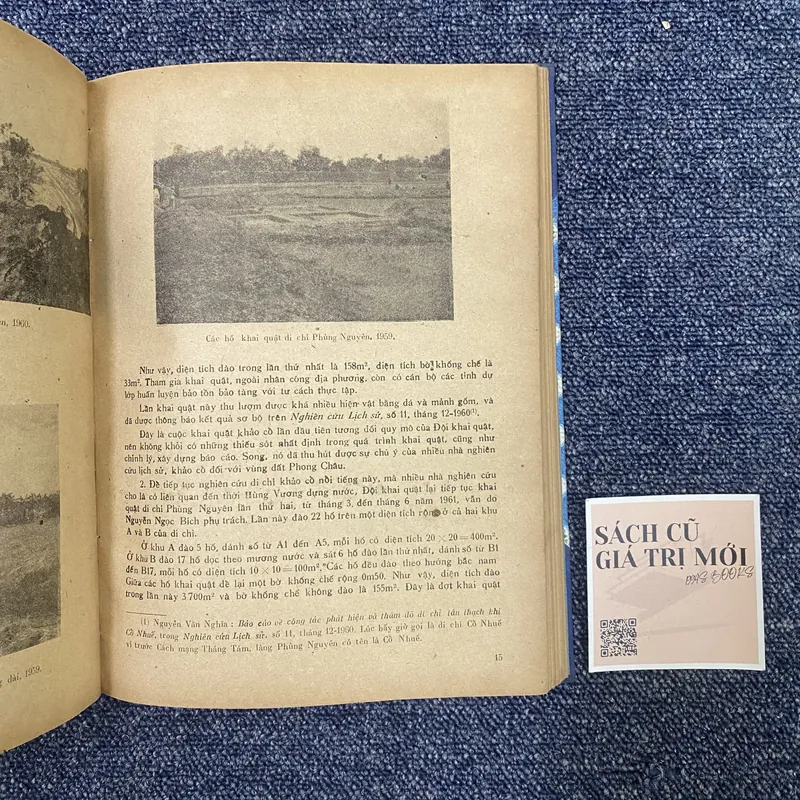 ên, 1960.
g dài, 1959.
Các hố khai quật di chỉ Phùng Nguyên, 1959.
Như vậy, diện tích đào trong lần thứ nhất là 158m², diện tích bờ khống chế là
33m². Tham gia khai quật, ngoài nhân công địa phương, còn có cán bộ các tỉnh dự
lớp huấn luyện bảo tồn bảo tàng với tư cách thực tập.
Lần khai quật này thu lượm được khá nhiều hiện vật bằng đá và mảnh gốm, và
đã được thông báo kết quả sơ bộ trên Nghiên cứu Lịch sử, số 11, tháng 12-1960(1).
Đây là cuộc khai quật khảo cổ lần đầu tiên tương đối quy mô của Đội khai quật,
nên không khỏi có những thiếu sót nhất định trong quá trình khai quật, cũng như
chỉnh lý, xây dựng báo cáo. Song, nó đã thu hút được sự chú ý của nhiều nhà nghiên
cứu lịch sử, khảo cổ đối với vùng đất Phong Châu.
2. Để tiếp tục nghiên cứu di chỉ khảo cổ nổi tiếng này, mà nhiều nhà nghiên cứu
cho là có liên quan đến thời Hùng Vương dựng nước, Đội khai quật lại tiếp tục khai
quật di chỉ Phùng Nguyên lần thứ hai, từ tháng 3, đến tháng 6 năm 1961, vẫn do
Nguyễn Ngọc Bích phụ trách. Lần này đào 22 hố trên một diện tích rộng ở cả hai khu
A và B của di chỉ.
Ở khu A đào 5 hố, đánh số từ A1 đến A5, mỗi hố có diện tích 20×20=400m².
Ở khu B đào 17 hố dọc theo mương nước và sát 6 hố đào lần thứ nhất, đánh số từ B1
đến B17, mỗi hố có diện tích 10×10=100m². Các hố đều đào theo hướng bắc nam
Giữa các hố khai quật để lại một bờ khống chế rộng 0m50. Như vậy, diện tích đào
trong lần này 3.700m² và bờ khống chế không đào là 155m². Đây là đợt khai quật
(1) Nguyễn Văn Nghĩa : Báo cáo về công tác phát hiện và thám dò di chỉ tân thạch khí
Cồ Nhuế, trong Nghiên cứu Lịch sử, số 11, tháng 12-1960. Lúc bấy giờ gọi là di chỉ Cồ Nhuế
vì trước Cách mạng Tháng Tám, làng Phùng Nguyên có tên là Cồ Nhuế.
15
SÁCH CŨ
GIÁ TRỊ MỚI